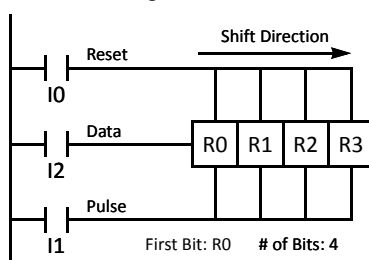 Shift Direction
Reset
I0
Data
R0 R1 R2 R3
I2
Pulse
I1
First Bit: R0 # of Bits: 4